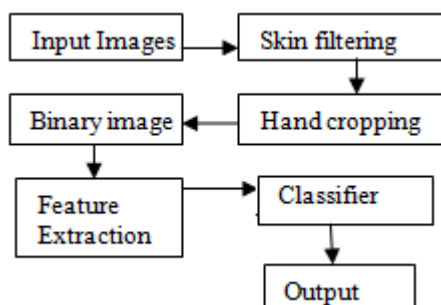 Input Images
Skin filtering
Hand cropping
Binary image
Feature
Extraction
Classifier
Output